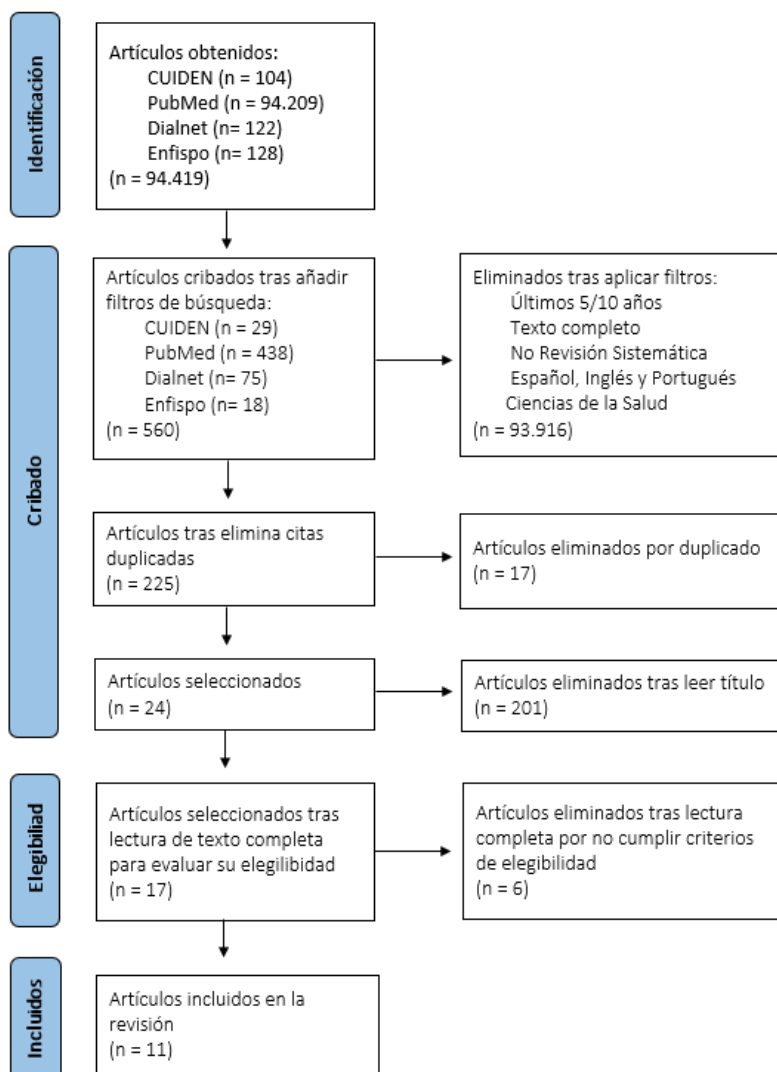 Identificación
Artículos obtenidos:
CUIDEN (n = 104)
PubMed (n = 94.209)
Dialnet (n= 122)
Enfispo (n= 128)
(n = 94.419)
Cribado
Artículos cribados tras añadir
filtros de búsqueda:
CUIDEN (n = 29)
PubMed (n = 438)
Dialnet (n= 75)
Enfispo (n= 18)
(n = 560)
Eliminados tras aplicar filtros:
Últimos 5/10 años
Texto completo
No Revisión Sistemática
Español, Inglés y Portugués
Ciencias de la Salud
(n = 93.916)
Artículos tras elimina citas
duplicadas
(n = 225)
Artículos eliminados por duplicado
(n = 17)
Artículos seleccionados
(n = 24)
Artículos eliminados tras leer título
(n = 201)
Elegibiliad
Artículos seleccionados tras
lectura de texto completa
para evaluar su elegilibidad
(n = 17)
Artículos eliminados tras lectura
completa por no cumplir criterios
de elegibilidad
(n = 6)
Incluidos
Artículos incluidos en la
revisión
(n = 11)